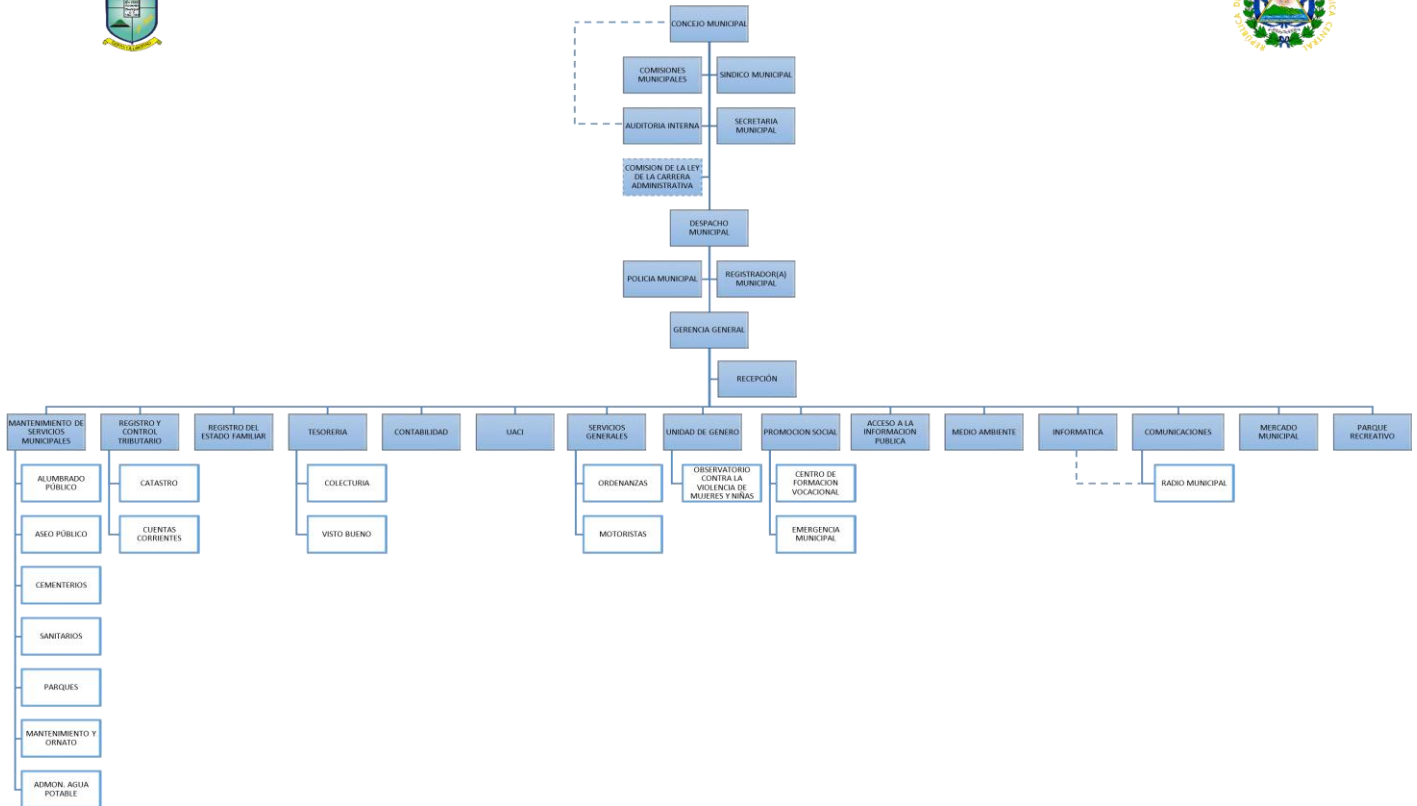 CONCEJO MUNICIPAL
COMISIONES
MUNICIPALES
SINDICO MUNICIPAL
AUDITORIA INTERNA
SECRETARIA
MUNICIPAL
COMISION DE LA LEY
DE LA CARRERA
ADMINISTRATIVA
DESPACHO
MUNICIPAL
POLICIA MUNICIPAL
REGISTRADOR(A)
MUNICIPAL
GERENCIA GENERAL
RECEPCIÓN
MANTENIMIENTO DE
SERVICIOS
MUNICIPALES
REGISTRO Y
CONTROL
TRIBUTARIO
REGISTRO DEL
ESTADO FAMILIAR
TESORERIA
CONTABILIDAD
UACI
SERVICIOS
GENERALES
UNIDAD DE GENERO
PROMOCION SOCIAL
ACCESO A LA
INFORMACION
PUBLICA
MEDIO AMBIENTE
INFORMATICA
COMUNICACIONES
MERCADO
MUNICIPAL
PARQUE
RECREATIVO
ALUMBRADO
PÚBLICO
CATASTRO
COLECTURIA
ORDENANZAS
OBSERVATORIO
CONTRA LA
VIOLENCIA DE
MUJERES Y NIÑAS
CENTRO DE
FORMACION
VOCACIONAL
RADIO MUNICIPAL
ASEO PÚBLICO
CUENTAS
CORRIENTES
VISTO BUENO
MOTORISTAS
EMERGENCIA
MUNICIPAL
CEMENTERIOS
SANITARIOS
PARQUES
MANTENIMIENTO Y
ORNATO
ADMON. AGUA
POTABLE